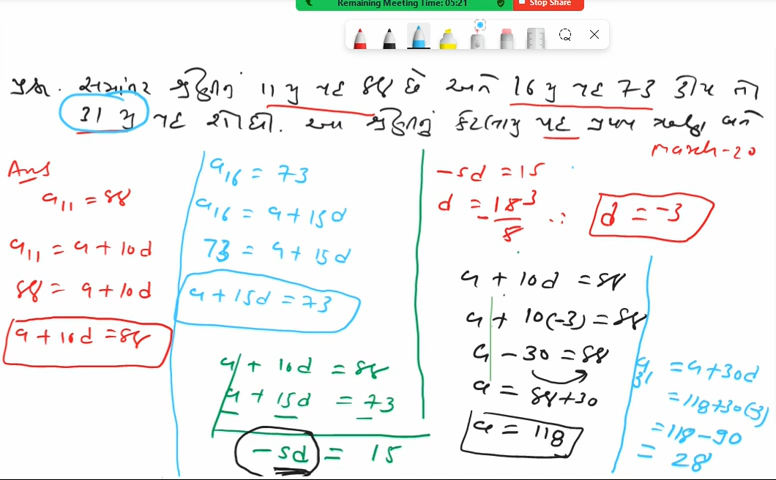 Remaining Meeting Time: 05:21
Stop Share
પ્રશ્ન. સમાંતર શ્રેઢીનું 11 મુ પદ 88 છે અને 16 મુ પદ 73 હોય તો
31 મુ પદ શોધો. આ શ્રેઢીનું કેટલામુ પદ પ્રથમ બને
march-20
Ans
a11 = 88
a11 = a + 10d
88 = a + 10d
a + 10d = 88
a16 = 73
a16 = a + 15d
73 = a + 15d
a + 15d = 73
a + 10d = 88
a + 15d = 73
-5d = 15
-5d = 15
∴ d = -3
a + 10d = 88
a + 10(-3) = 88
a - 30 = 88
a = 88+30
a = 118
a31 = a + 30d
= 118+30(-3)
= 118-90
= 28